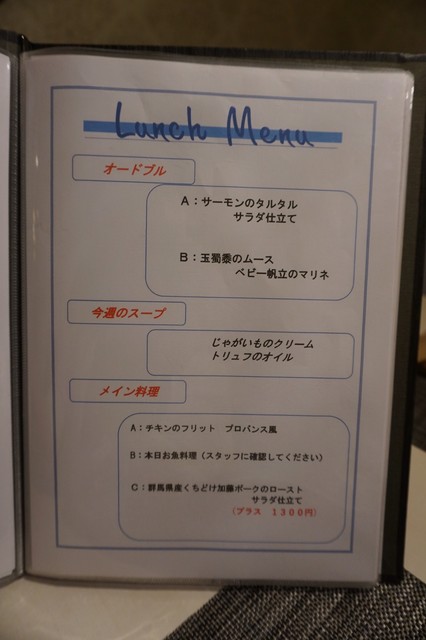 Lunch Menu
オードブル
A：サーモンのタルタル
サラダ仕立て
B：玉蜀黍のムース
ベビー帆立のマリネ
今週のスープ
じゃがいものクリーム
トリュフのオイル
メイン料理
A：チキンのフリット　プロバンス風
B：本日お魚料理（スタッフに確認してください）
C：群馬県産くちどけ加藤ポークのロースト
サラダ仕立て
（プラス　１３００円）